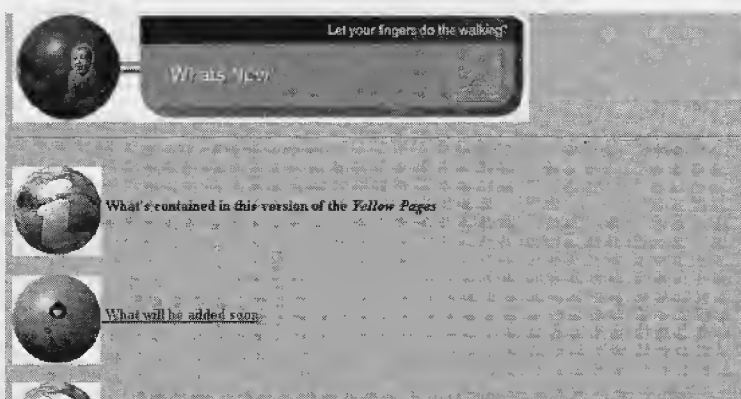 Let your fingers do the walking
Whats New
What's contained in this version of the Yellow Pages
What will be added soon